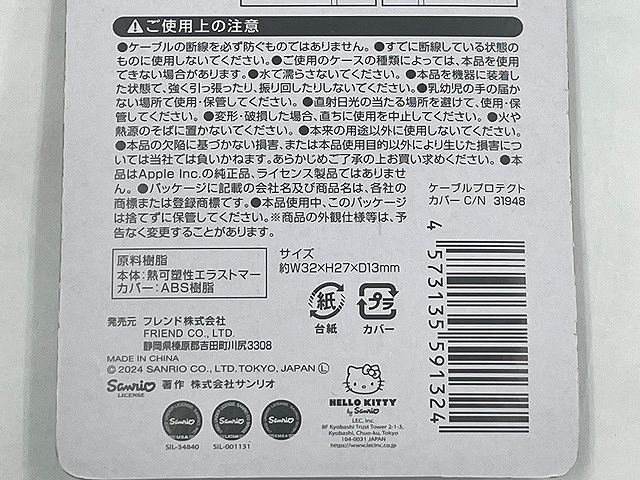 ご使用上の注意
●ケーブルの断線を必ず防ぐものではありません。●すでに断線している状態の
ものに使用しないでください。●ご使用のケースの種類によっては、本品を使用
できない場合があります。●水で濡らさないでください。●本品を機器に装着し
た状態で、強く引っ張ったり、振り回したりしないでください。●乳幼児の手の届か
ない場所で使用・保管してください。●直射日光の当たる場所を避けて、使用・保
管してください。●変形・破損した場合、直ちに使用を中止してください。●火や
熱源のそばに置かないでください。●本来の用途以外に使用しないでください。
●本品の欠陥に基づかない損害、または本品使用目的以外により生じた損害につ
いては当社では負いかねます。あらかじめご了承の上お買い求めください。●本
品はApple Inc.の純正品、ライセンス製品ではありませ
ん。●パッケージに記載の会社名及び商品名は、各社の
商標または登録商標です。●本品使用中、このパッケージ
は捨てずに保管してください。※商品の外観仕様等は、予
告なく変更することがあります。
ケーブルプロテクト
カバー C/N 31948
原料樹脂
本体:熱可塑性エラストマー
カバー:ABS樹脂
サイズ
約W32×H27×D13mm
紙
台紙
プラ
カバー
発売元 フレンド株式会社
FRIEND CO., LTD.
静岡県榛原郡吉田町川尻3308
MADE IN CHINA
© 2024 SANRIO CO., LTD. TOKYO, JAPAN Ⓛ
Sanrio 著作 株式会社サンリオ
LICENSE
Sanrio
USA
SIL-34840
Sanrio
LATAM
SIL-001131
Sanrio
HELLO KITTY
by Sanrio
LEC, Inc.
8F Kyobashi Trust Tower 2-1-3,
Kyobashi, Chuo-ku, Tokyo
104-0031 JAPAN
https://www.lecinc.co.jp
4 573135 591324